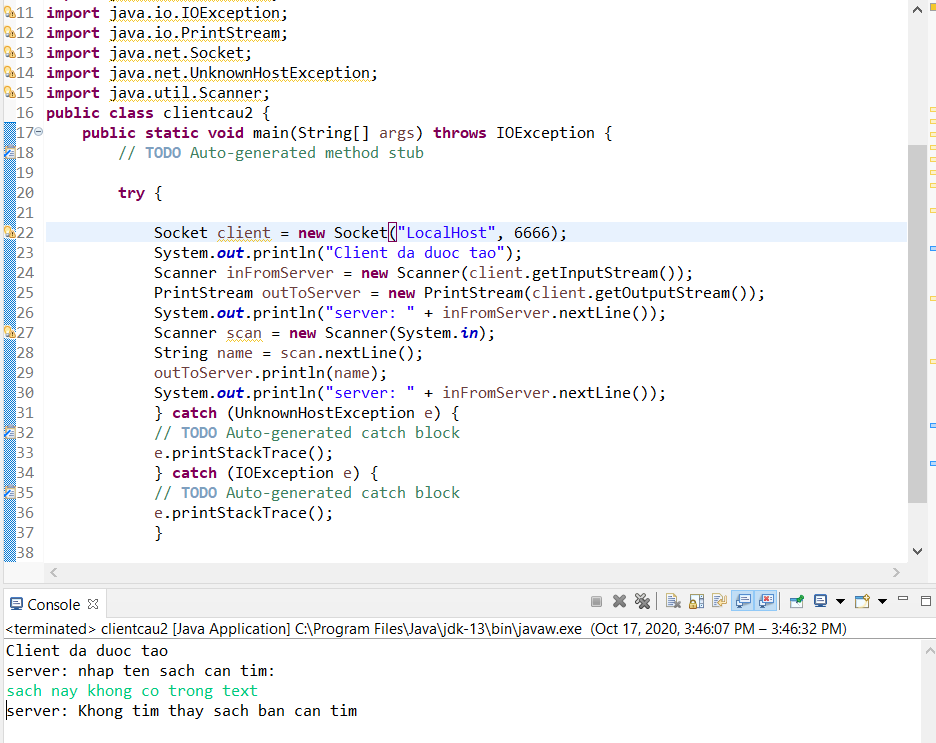 11 import java.io.IOException;
12 import java.io.PrintStream;
13 import java.net.Socket;
14 import java.net.UnknownHostException;
15 import java.util.Scanner;
16 public class clientcau2 {
17 public static void main(String[] args) throws IOException {
18 // TODO Auto-generated method stub
19
20 try {
21
22 Socket client = new Socket("LocalHost", 6666);
23 System.out.println("Client da duoc tao");
24 Scanner inFromServer = new Scanner(client.getInputStream());
25 PrintStream outToServer = new PrintStream(client.getOutputStream());
26 System.out.println("server: " + inFromServer.nextLine());
27 Scanner scan = new Scanner(System.in);
28 String name = scan.nextLine();
29 outToServer.println(name);
30 System.out.println("server: " + inFromServer.nextLine());
31 } catch (UnknownHostException e) {
32 // TODO Auto-generated catch block
33 e.printStackTrace();
34 } catch (IOException e) {
35 // TODO Auto-generated catch block
36 e.printStackTrace();
37 }
38
Console
<terminated> clientcau2 [Java Application] C:\Program Files\Java\jdk-13\bin\javaw.exe (Oct 17, 2020, 3:46:07 PM – 3:46:32 PM)
Client da duoc tao
server: nhap ten sach can tim:
sach nay khong co trong text
server: Khong tim thay sach ban can tim